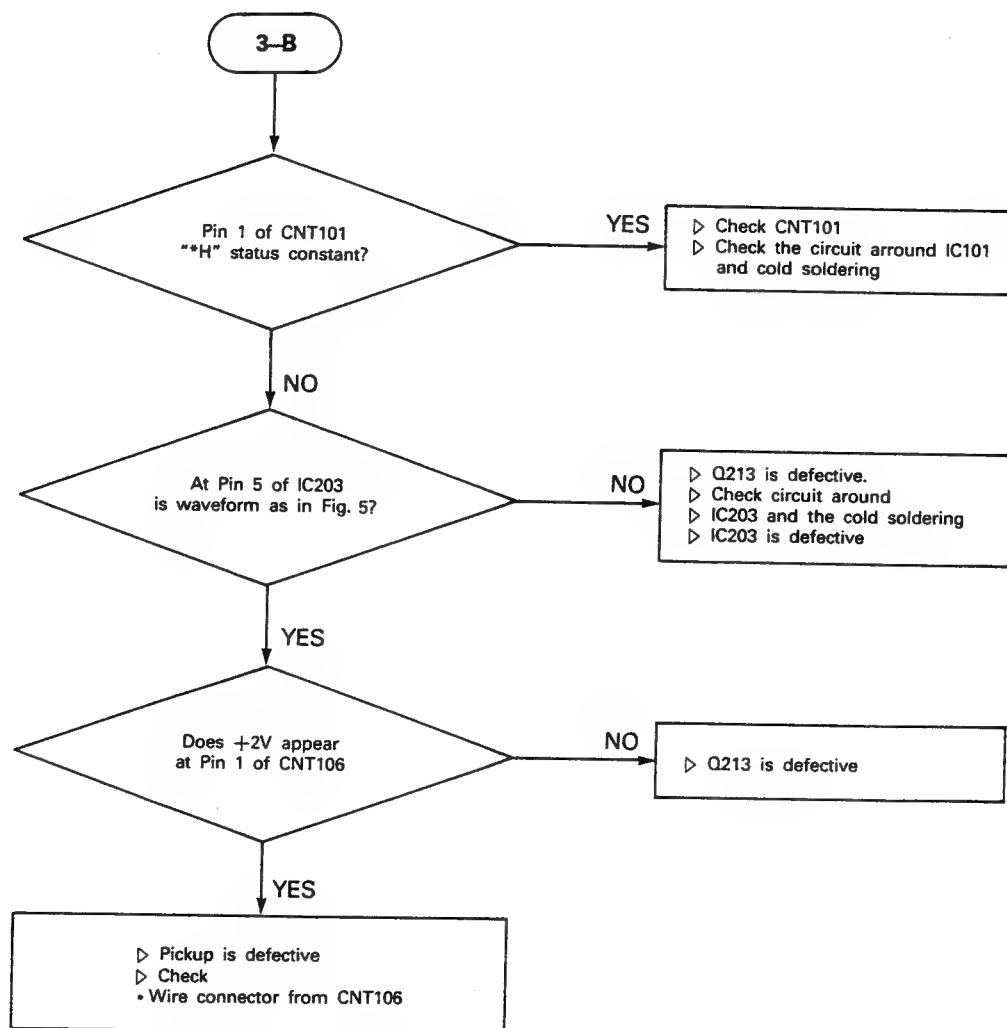 3-B
Pin 1 of CNT101
"*H" status constant?
YES
▷ Check CNT101
▷ Check the circuit arround IC101
and cold soldering
NO
At Pin 5 of IC203
is waveform as in Fig. 5?
NO
▷ Q213 is defective.
▷ Check circuit around
▷ IC203 and the cold soldering
▷ IC203 is defective
YES
Does +2V appear
at Pin 1 of CNT106
NO
▷ Q213 is defective
YES
▷ Pickup is defective
▷ Check
• Wire connector from CNT106